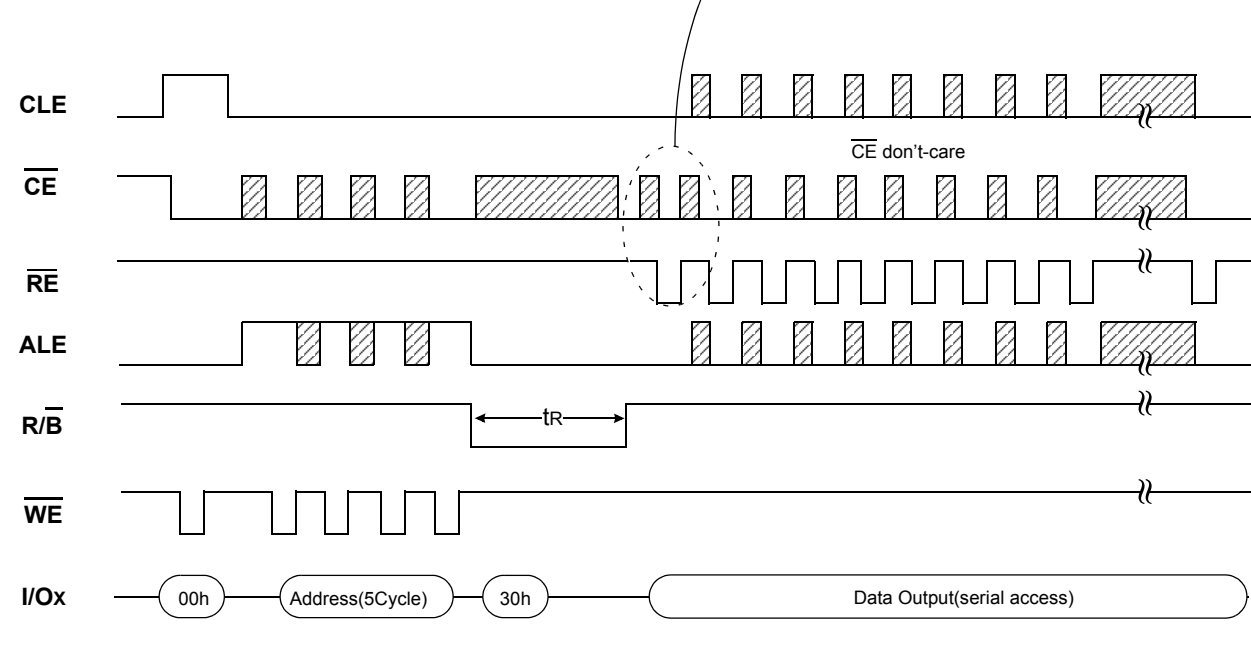 CLE
CE don't-care
CE
RE
ALE
R/B
tR
WE
I/Ox
00h
Address(5Cycle)
30h
Data Output(serial access)